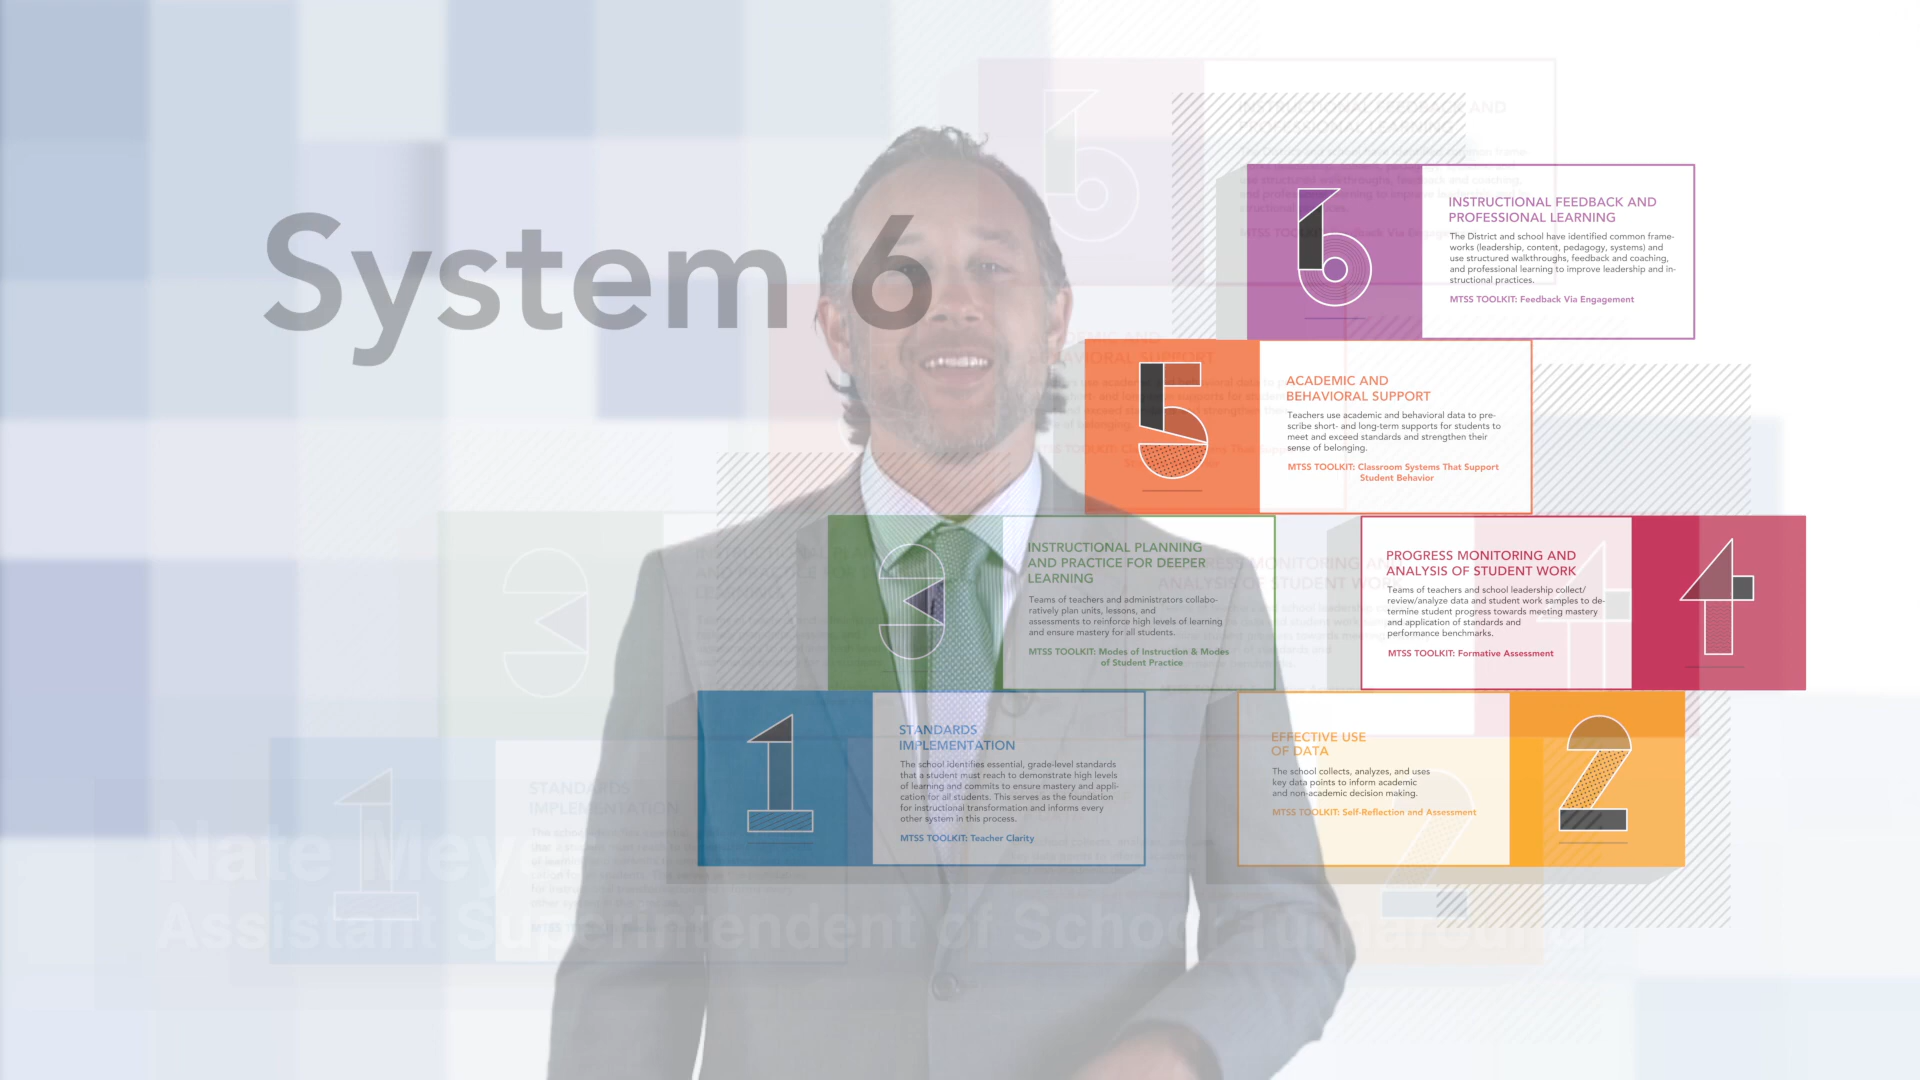 System 6
6
INSTRUCTIONAL FEEDBACK AND
PROFESSIONAL LEARNING
The District and school have identified common frame-
works (leadership, content, pedagogy, systems) and
use structured walkthroughs, feedback and coaching,
and professional learning to improve leadership and in-
structional practices.
MTSS TOOLKIT: Feedback Via Engagement
5
ACADEMIC AND
BEHAVIORAL SUPPORT
Teachers use academic and behavioral data to pre-
scribe short- and long-term supports for students to
meet and exceed standards and strengthen their
sense of belonging.
MTSS TOOLKIT: Classroom Systems That Support
Student Behavior
3
INSTRUCTIONAL PLANNING
AND PRACTICE FOR DEEPER
LEARNING
Teams of teachers and administrators collabo-
ratively plan units, lessons, and
assessments to reinforce high levels of learning
and ensure mastery for all students.
MTSS TOOLKIT: Modes of Instruction & Modes
of Student Practice
PROGRESS MONITORING AND
ANALYSIS OF STUDENT WORK
Teams of teachers and school leadership collect/
review/analyze data and student work samples to de-
termine student progress towards meeting mastery
and application of standards and
performance benchmarks.
MTSS TOOLKIT: Formative Assessment
4
1
STANDARDS
IMPLEMENTATION
The school identifies essential, grade-level standards
that a student must reach to demonstrate high levels
of learning and commits to ensure mastery and appli-
cation for all students. This serves as the foundation
for instructional transformation and informs every
other system in this process.
MTSS TOOLKIT: Teacher Clarity
EFFECTIVE USE
OF DATA
The school collects, analyzes, and uses
key data points to inform academic
and non-academic decision making.
MTSS TOOLKIT: Self-Reflection and Assessment
2
Nate
Assistant Superintendent of School Turnaround